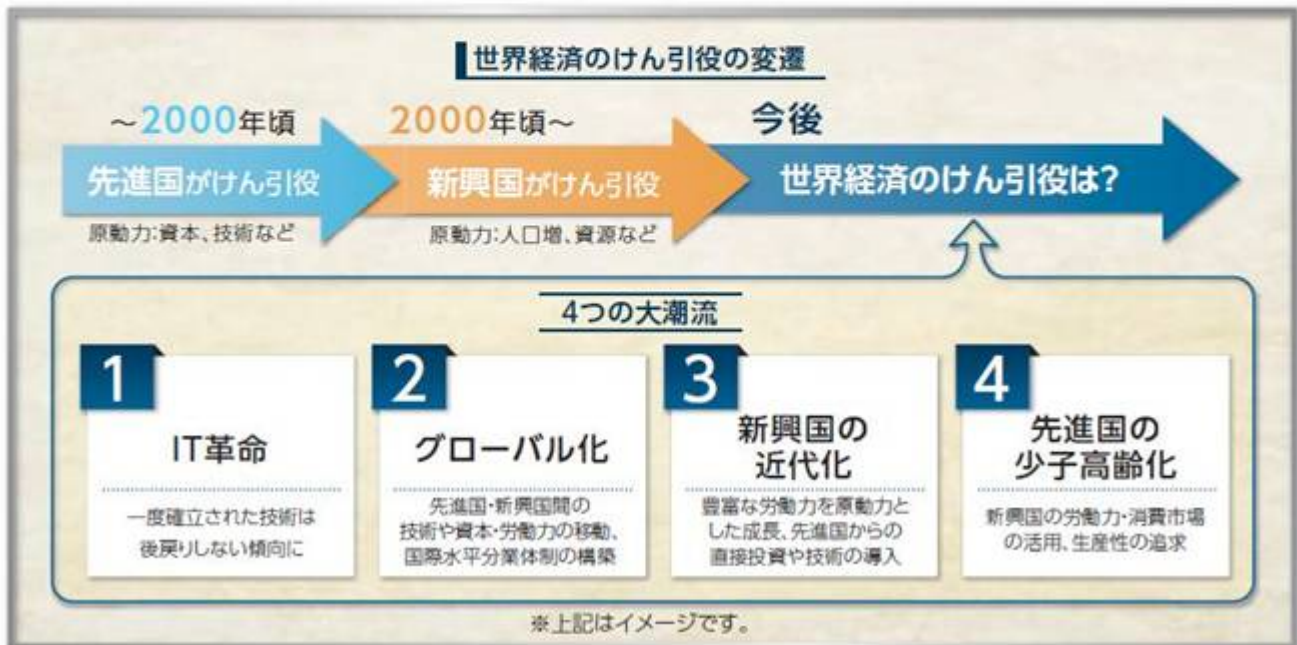 世界経済のけん引役の変遷
～2000年頃
2000年頃～
今後
先進国がけん引役
新興国がけん引役
世界経済のけん引役は?
原動力:資本、技術など
原動力:人口増、資源など
4つの大潮流
1
IT革命
一度確立された技術は
後戻りしない傾向に
2
グローバル化
先進国・新興国間の
技術や資本・労働力の移動、
国際水平分業体制の構築
3
新興国の
近代化
豊富な労働力を原動力と
した成長、先進国からの
直接投資や技術の導入
4
先進国の
少子高齢化
新興国の労働力・消費市場
の活用、生産性の追求
※上記はイメージです。